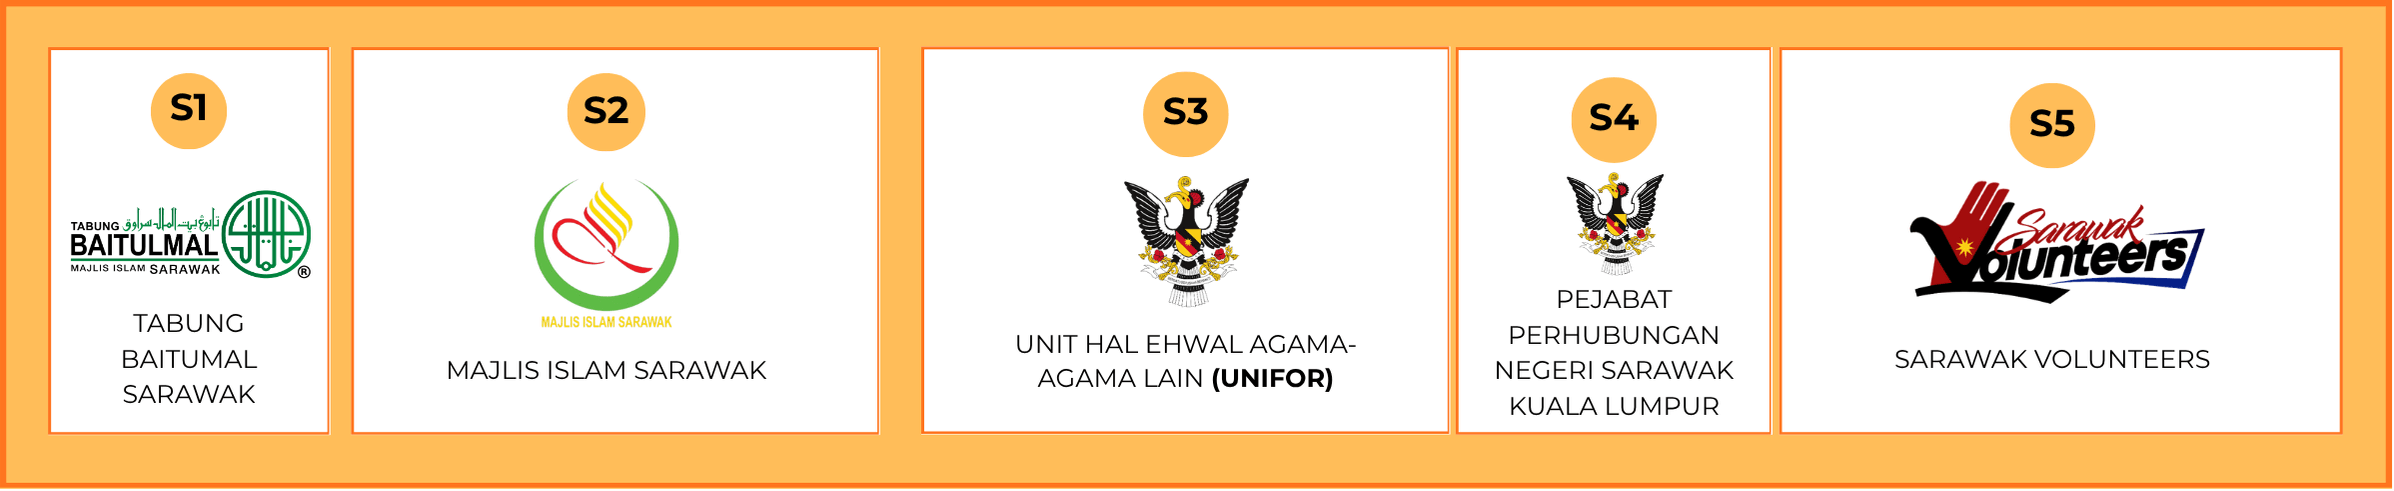 S1
TABUNG تابوڠ بيت المال سراوق
BAITULMAL
MAJLIS ISLAM SARAWAK
®
TABUNG
BAITUMAL
SARAWAK
S2
MAJLIS ISLAM SARAWAK
MAJLIS ISLAM SARAWAK
S3
UNIT HAL EHWAL AGAMA-
AGAMA LAIN (UNIFOR)
S4
PEJABAT
PERHUBUNGAN
NEGERI SARAWAK
KUALA LUMPUR
S5
Sarawak
Volunteers
SARAWAK VOLUNTEERS